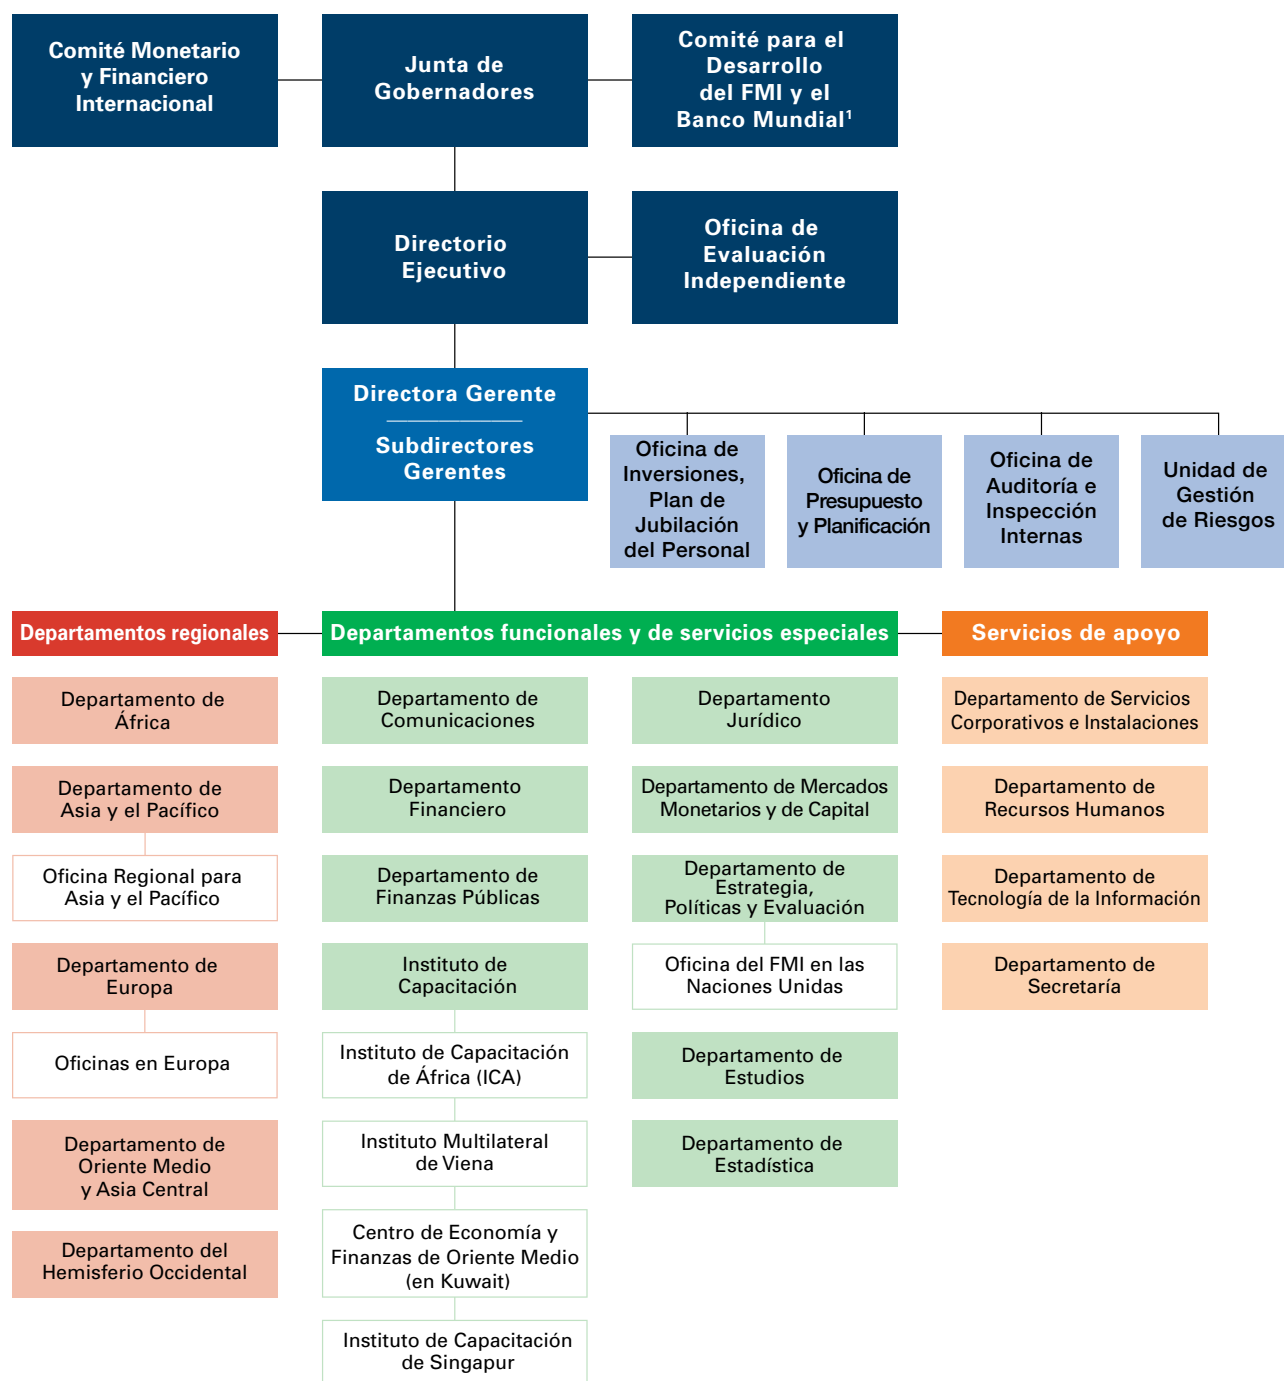 Comité Monetario
y Financiero
Internacional
Junta de
Gobernadores
Comité para el
Desarrollo
del FMI y el
Banco Mundial¹
Directorio
Ejecutivo
Oficina de
Evaluación
Independiente
Directora Gerente
Subdirectores
Gerentes
Oficina de
Inversiones,
Plan de
Jubilación
del Personal
Oficina de
Presupuesto
y Planificación
Oficina de
Auditoría e
Inspección
Internas
Unidad de
Gestión
de Riesgos
Departamentos regionales
Departamentos funcionales y de servicios especiales
Servicios de apoyo
Departamento de
África
Departamento de
Asia y el Pacífico
Oficina Regional para
Asia y el Pacífico
Departamento de
Europa
Oficinas en Europa
Departamento de
Oriente Medio
y Asia Central
Departamento del
Hemisferio Occidental
Departamento de
Comunicaciones
Departamento
Financiero
Departamento de
Finanzas Públicas
Instituto de
Capacitación
Instituto de Capacitación
de África (ICA)
Instituto Multilateral
de Viena
Centro de Economía y
Finanzas de Oriente Medio
(en Kuwait)
Instituto de Capacitación
de Singapur
Departamento
Jurídico
Departamento de Mercados
Monetarios y de Capital
Departamento de
Estrategia,
Políticas y Evaluación
Oficina del FMI en las
Naciones Unidas
Departamento de
Estudios
Departamento de
Estadística
Departamento de Servicios
Corporativos e Instalaciones
Departamento de
Recursos Humanos
Departamento de
Tecnología de la Información
Departamento de
Secretaría